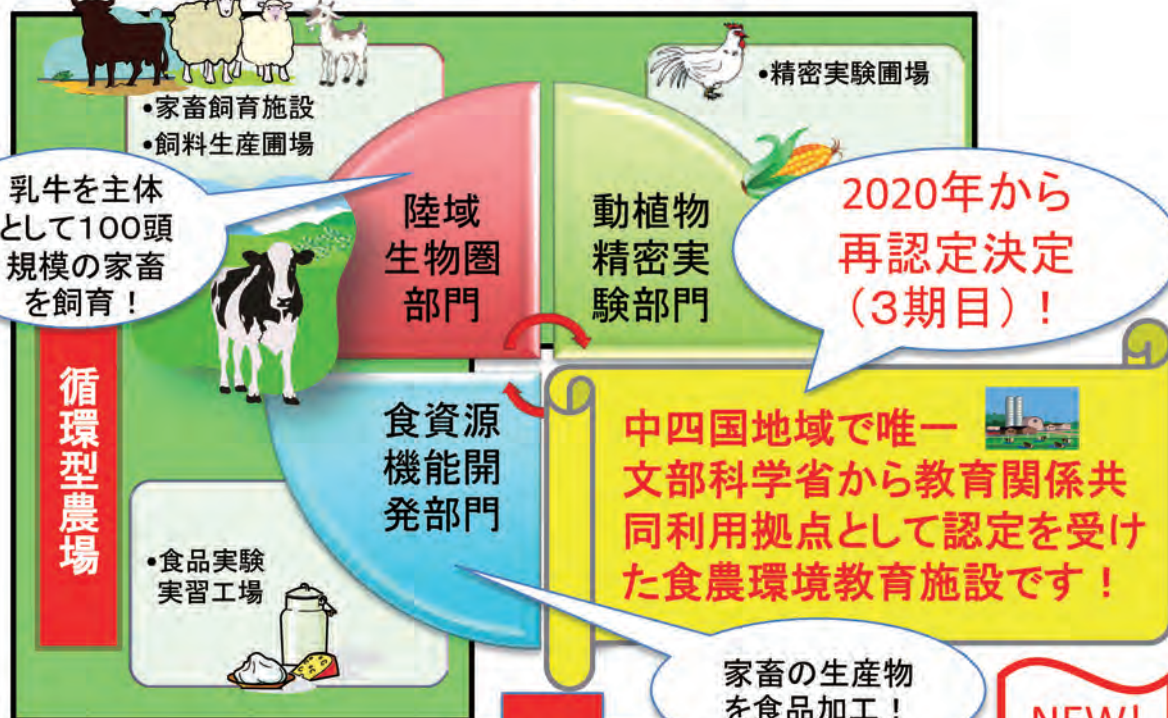 •家畜飼育施設
•飼料生産圃場
•精密実験圃場
乳牛を主体
として100頭
規模の家畜
を飼育！
陸域
生物圏
部門
動植物
精密実
験部門
2020年から
再認定決定
（3期目）！
循環型農場
食資源
機能開
発部門
中四国地域で唯一
文部科学省から教育関係共
同利用拠点として認定を受け
た食農環境教育施設です！
•食品実験
実習工場
家畜の生産物
を食品加工！
NEW!